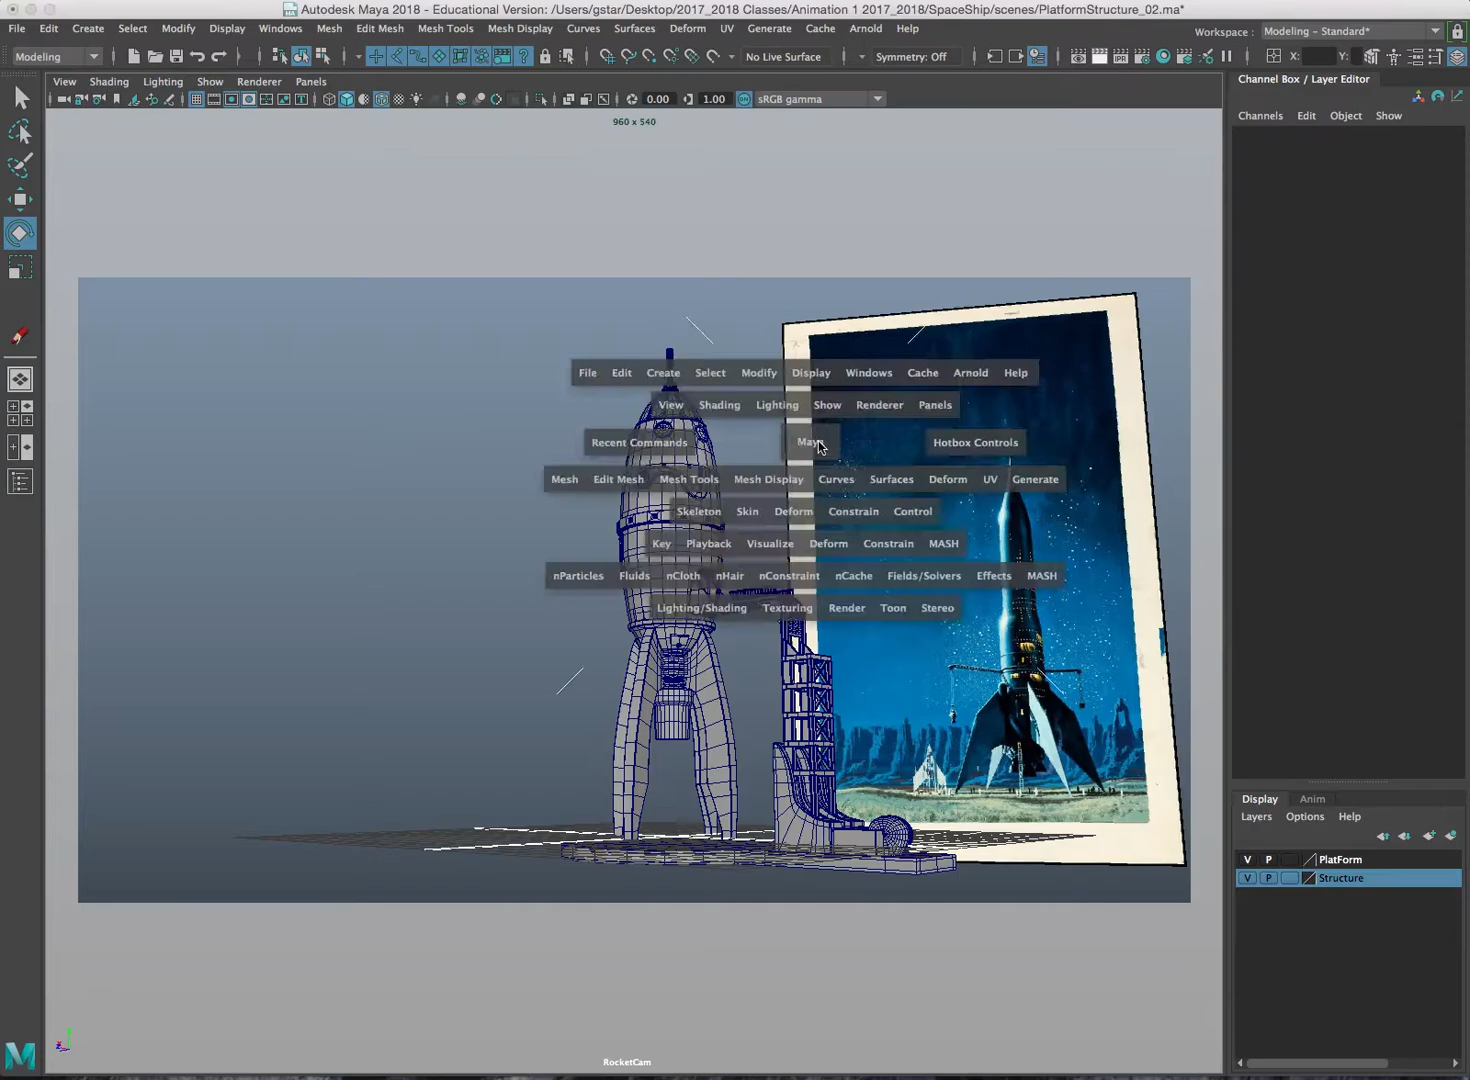 Autodesk Maya 2018 - Educational Version: /Users/gstar/Desktop/2017_2018 Classes/Animation 1 2017_2018/SpaceShip/scenes/PlatformStructure_02.ma*
File Edit Create Select Modify Display Windows Mesh Edit Mesh Mesh Tools Mesh Display Curves Surfaces Deform UV Generate Cache Arnold Help
Workspace : Modeling - Standard*
Modeling No Live Surface Symmetry: Off X: Y:
View Shading Lighting Show Renderer Panels
Channel Box / Layer Editor
0.00 1.00 sRGB gamma
Channels Edit Object Show
960 x 540
File Edit Create Select Modify Display Windows Cache Arnold Help
View Shading Lighting Show Renderer Panels
Recent Commands Maya Hotbox Controls
Mesh Edit Mesh Mesh Tools Mesh Display Curves Surfaces Deform UV Generate
Skeleton Skin Deform Constrain Control
Key Playback Visualize Deform Constrain MASH
nParticles Fluids nCloth nHair nConstraint nCache Fields/Solvers Effects MASH
Lighting/Shading Texturing Render Toon Stereo
Display Anim
Layers Options Help
V P PlatForm
V P Structure
RocketCam